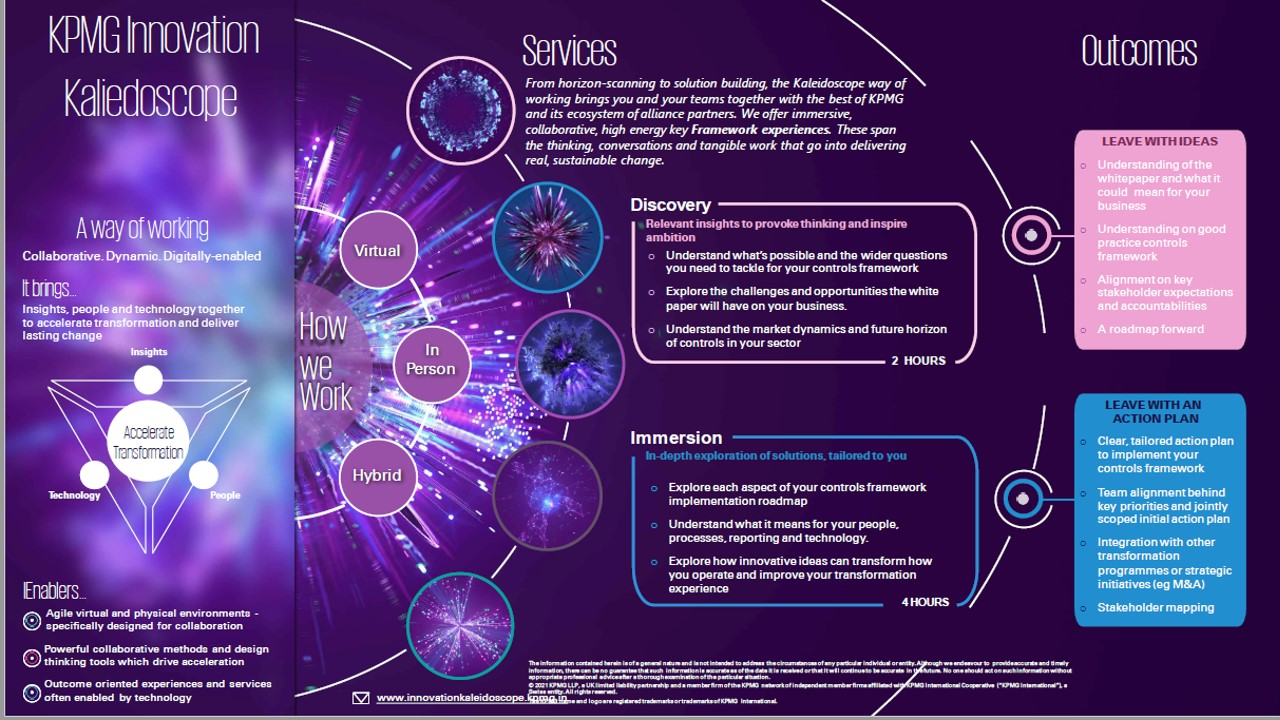 KPMG Innovation
Kaliedoscope
A way of working
Collaborative. Dynamic. Digitally-enabled
It brings...
Insights, people and technology together
to accelerate transformation and deliver
lasting change
Insights
Accelerate
Transformation
Technology
People
Enablers...
Agile virtual and physical environments -
specifically designed for collaboration
Powerful collaborative methods and design
thinking tools which drive acceleration
Outcome oriented experiences and services
often enabled by technology
How
we
Work
Virtual
In
Person
Hybrid
www.innovationkaleidoscope.kpmg.in
Services
From horizon-scanning to solution building, the Kaleidoscope way of
working brings you and your teams together with the best of KPMG
and its ecosystem of alliance partners. We offer immersive,
collaborative, high energy key Framework experiences. These span
the thinking, conversations and tangible work that go into delivering
real, sustainable change.
Discovery
Relevant insights to provoke thinking and inspire
ambition
Understand what's possible and the wider questions
you need to tackle for your controls framework
Explore the challenges and opportunities the white
paper will have on your business.
Understand the market dynamics and future horizon
of controls in your sector
2 HOURS
Immersion
In-depth exploration of solutions, tailored to you
Explore each aspect of your controls framework
implementation roadmap
Understand what it means for your people,
processes, reporting and technology.
Explore how innovative ideas can transform how
you operate and improve your transformation
experience
4 HOURS
Outcomes
LEAVE WITH IDEAS
Understanding of the
whitepaper and what it
could mean for your
business
Understanding on good
practice controls
framework
Alignment on key
stakeholder expectations
and accountabilities
A roadmap forward
LEAVE WITH AN
ACTION PLAN
Clear, tailored action plan
to implement your
controls framework
Team alignment behind
key priorities and jointly
scoped initial action plan
Integration with other
transformation
programmes or strategic
initiatives (eg M&A)
Stakeholder mapping
The information contained herein is of a general nature and is not intended to address the circumstances of any particular individual or entity. Although we endeavour to provide accurate and timely
information, there can be no guarantee that such information is accurate as of the date it is received or that it will continue to be accurate in the future. No one should act on such information without
appropriate professional advice after a thorough examination of the particular situation.
© 2021 KPMG LLP, a UK limited liability partnership and a member firm of the KPMG network of independent member firms affiliated with KPMG International Cooperative ("KPMG International"), a
Swiss entity. All rights reserved.
name and logo are registered trademarks or trademarks of KPMG International.